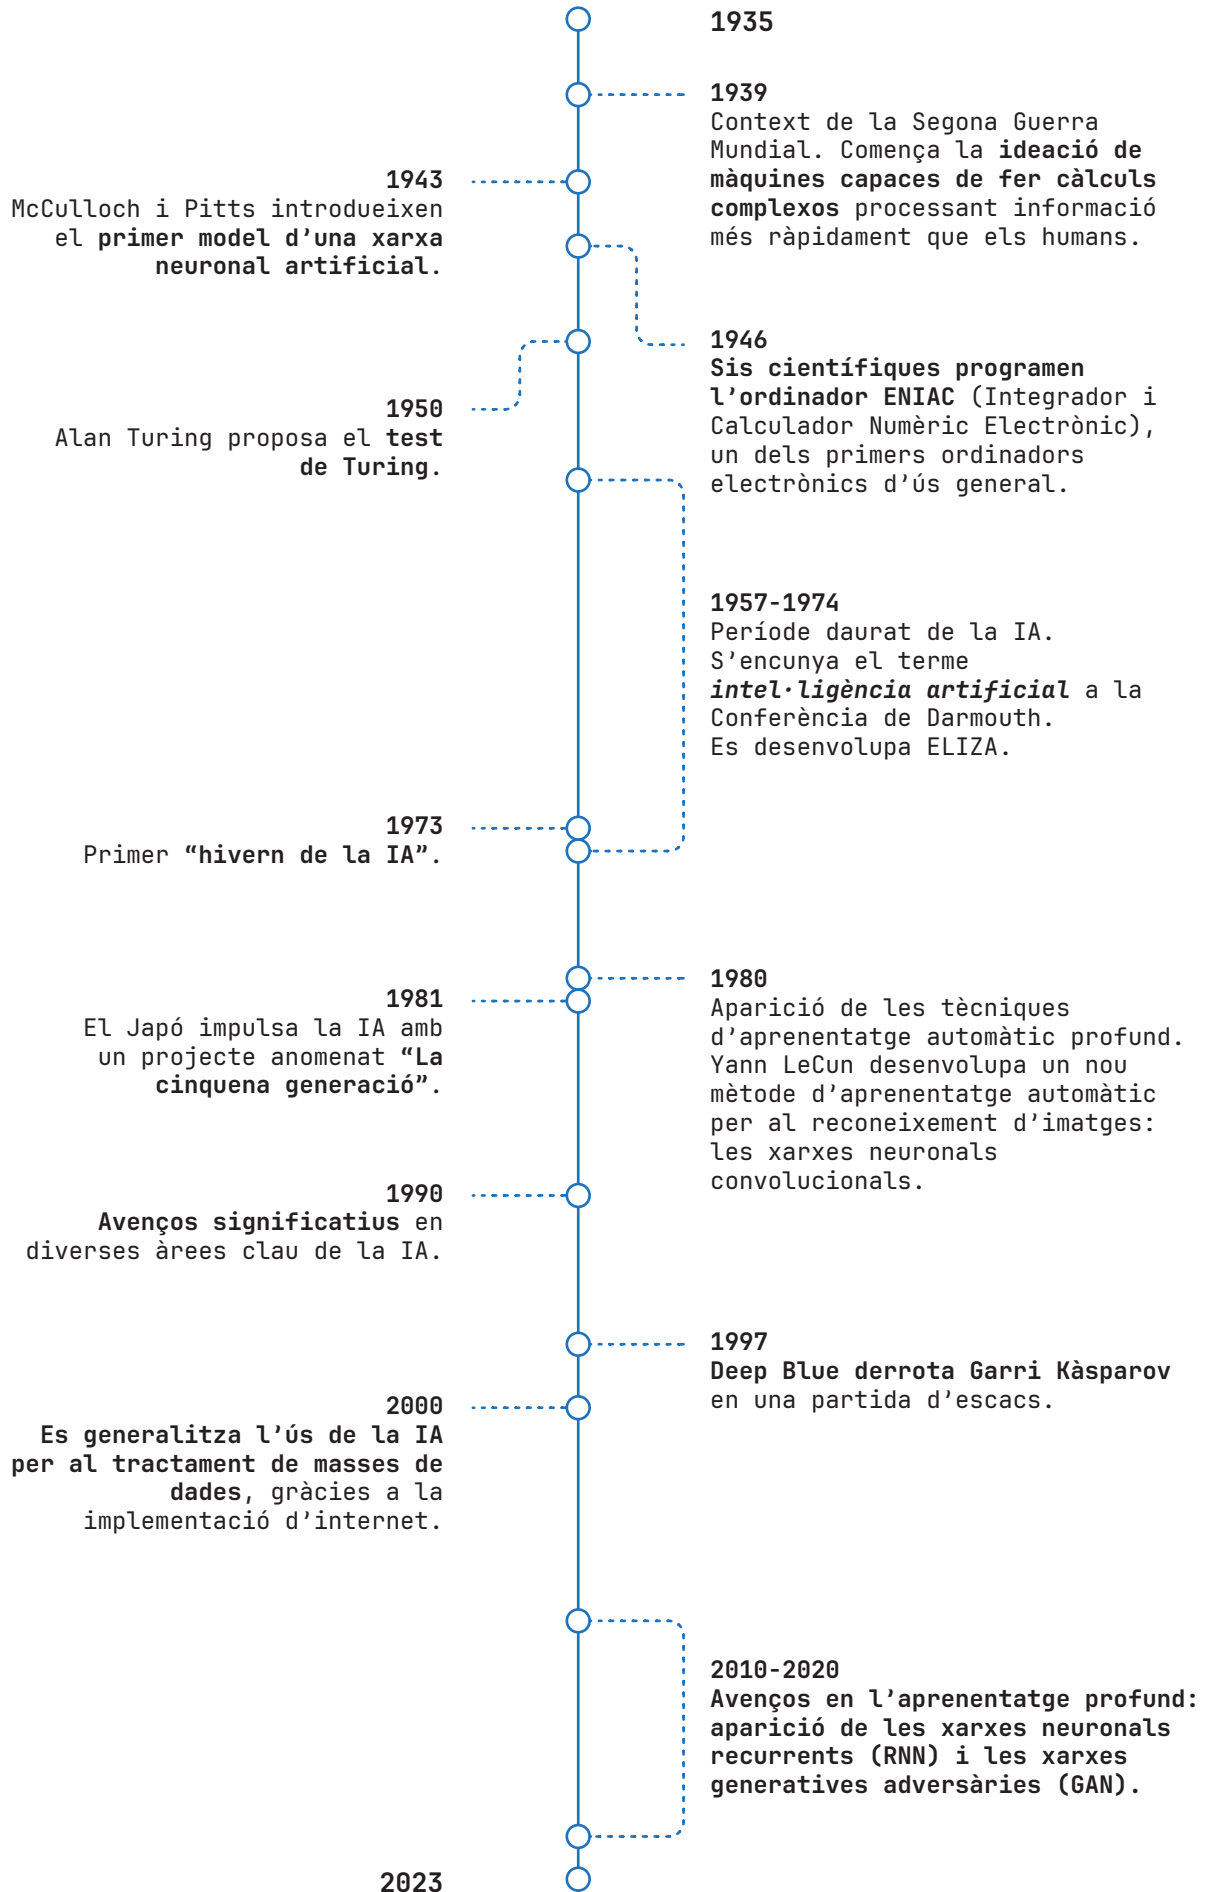 1935
1939
Context de la Segona Guerra
Mundial. Comença la ideació de
màquines capaces de fer càlculs
complexos processant informació
més ràpidament que els humans.
1943
McCulloch i Pitts introdueixen
el primer model d’una xarxa
neuronal artificial.
1946
Sis científiques programen
l’ordinador ENIAC (Integrador i
Calculador Numèric Electrònic),
un dels primers ordinadors
electrònics d’ús general.
1950
Alan Turing proposa el test
de Turing.
1957-1974
Període daurat de la IA.
S’encunya el terme
intel·ligència artificial a la
Conferència de Darmouth.
Es desenvolupa ELIZA.
1973
Primer “hivern de la IA”.
1980
Aparició de les tècniques
d’aprenentatge automàtic profund.
Yann LeCun desenvolupa un nou
mètode d’aprenentatge automàtic
per al reconeixement d’imatges:
les xarxes neuronals
convolucionals.
1981
El Japó impulsa la IA amb
un projecte anomenat “La
cinquena generació”.
1990
Avenços significatius en
diverses àrees clau de la IA.
1997
Deep Blue derrota Garri Kàsparov
en una partida d’escacs.
2000
Es generalitza l’ús de la IA
per al tractament de masses de
dades, gràcies a la
implementació d’internet.
2010-2020
Avenços en l’aprenentatge profund:
aparició de les xarxes neuronals
recurrents (RNN) i les xarxes
generatives adversàries (GAN).
2023